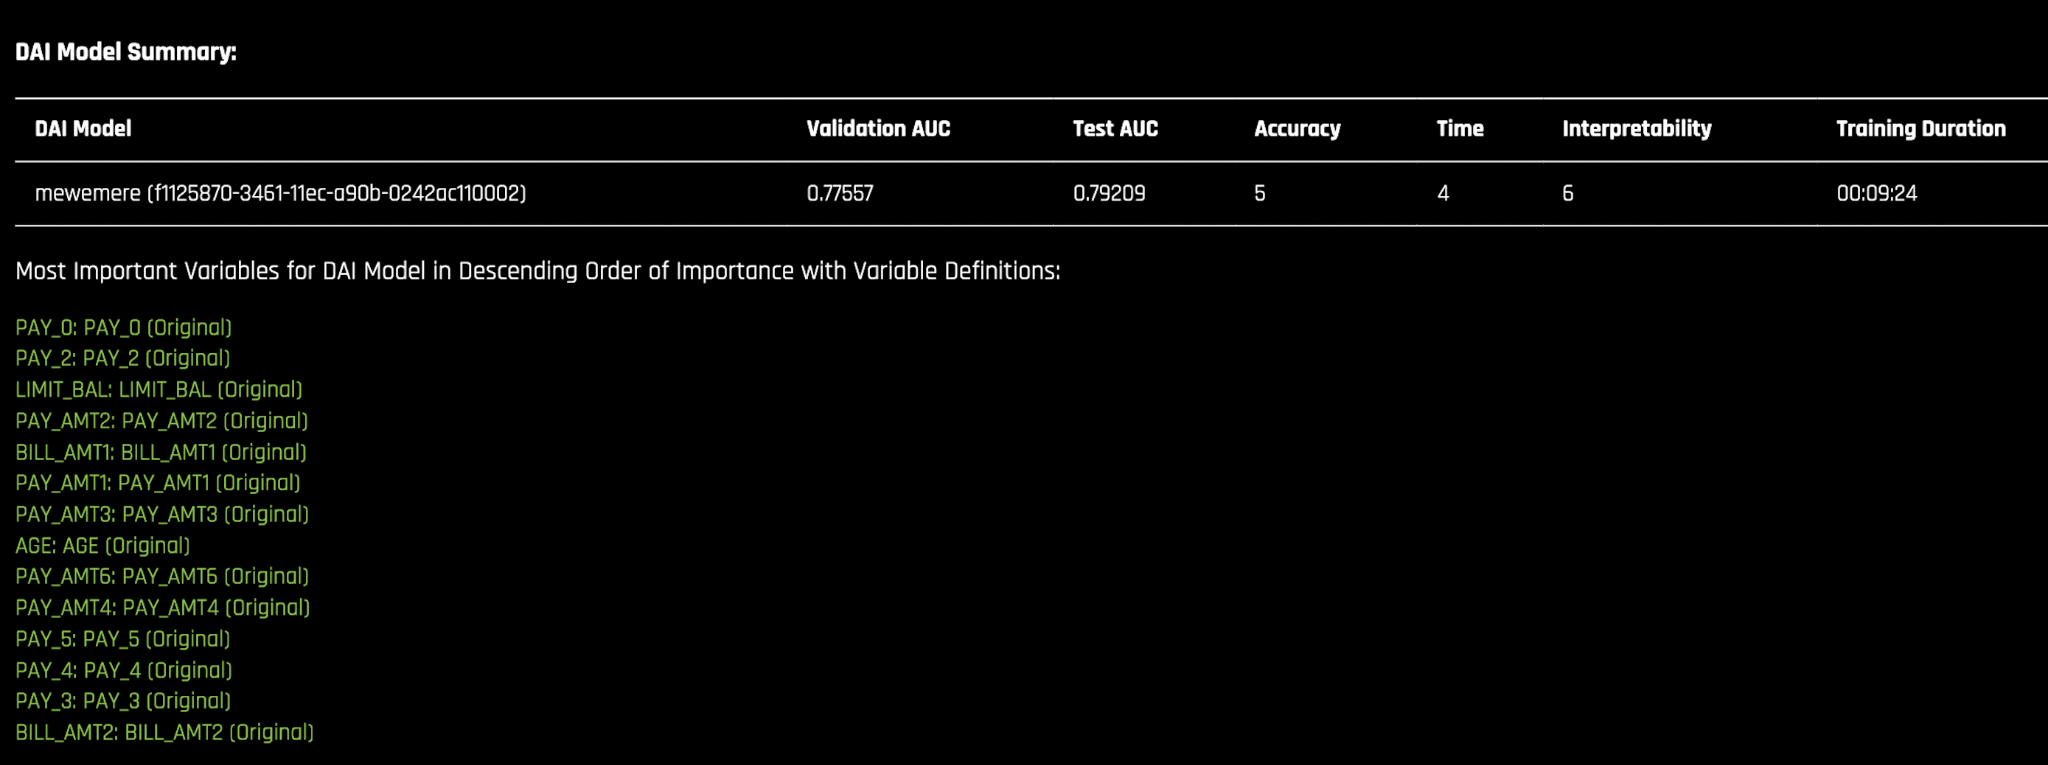 DAI Model Summary:
DAI Model Validation AUC Test AUC Accuracy Time Interpretability Training Duration
mewemere (f1125870-3461-11ec-a90b-0242ac110002) 0.77557 0.79209 5 4 6 00:09:24
Most Important Variables for DAI Model in Descending Order of Importance with Variable Definitions:
PAY_0: PAY_0 (Original)
PAY_2: PAY_2 (Original)
LIMIT_BAL: LIMIT_BAL (Original)
PAY_AMT2: PAY_AMT2 (Original)
BILL_AMT1: BILL_AMT1 (Original)
PAY_AMT1: PAY_AMT1 (Original)
PAY_AMT3: PAY_AMT3 (Original)
AGE: AGE (Original)
PAY_AMT6: PAY_AMT6 (Original)
PAY_AMT4: PAY_AMT4 (Original)
PAY_5: PAY_5 (Original)
PAY_4: PAY_4 (Original)
PAY_3: PAY_3 (Original)
BILL_AMT2: BILL_AMT2 (Original)